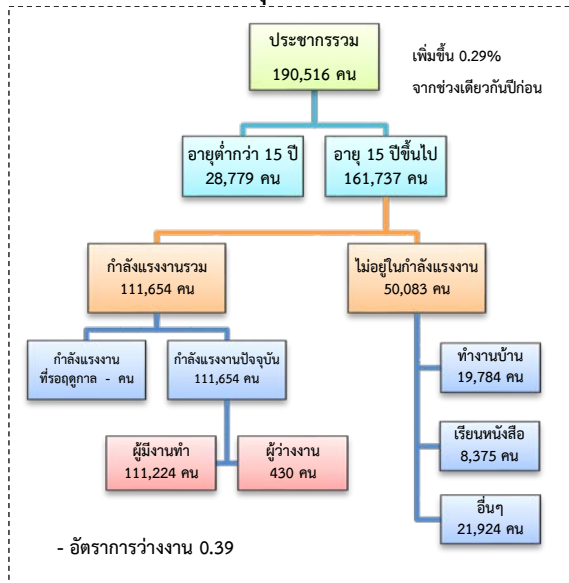 ประชากรรวม
190,516 คน
เพิ่มขึ้น 0.29%
จากช่วงเดียวกันปีก่อน
อายุต่ำกว่า 15 ปี
28,779 คน
อายุ 15 ปีขึ้นไป
161,737 คน
กำลังแรงงานรวม
111,654 คน
ไม่อยู่ในกำลังแรงงาน
50,083 คน
กำลังแรงงาน
ที่รอฤดูกาล - คน
กำลังแรงงานปัจจุบัน
111,654 คน
ทำงานบ้าน
19,784 คน
ผู้มีงานทำ
111,224 คน
ผู้ว่างงาน
430 คน
เรียนหนังสือ
8,375 คน
อื่นๆ
21,924 คน
- อัตราการว่างงาน 0.39